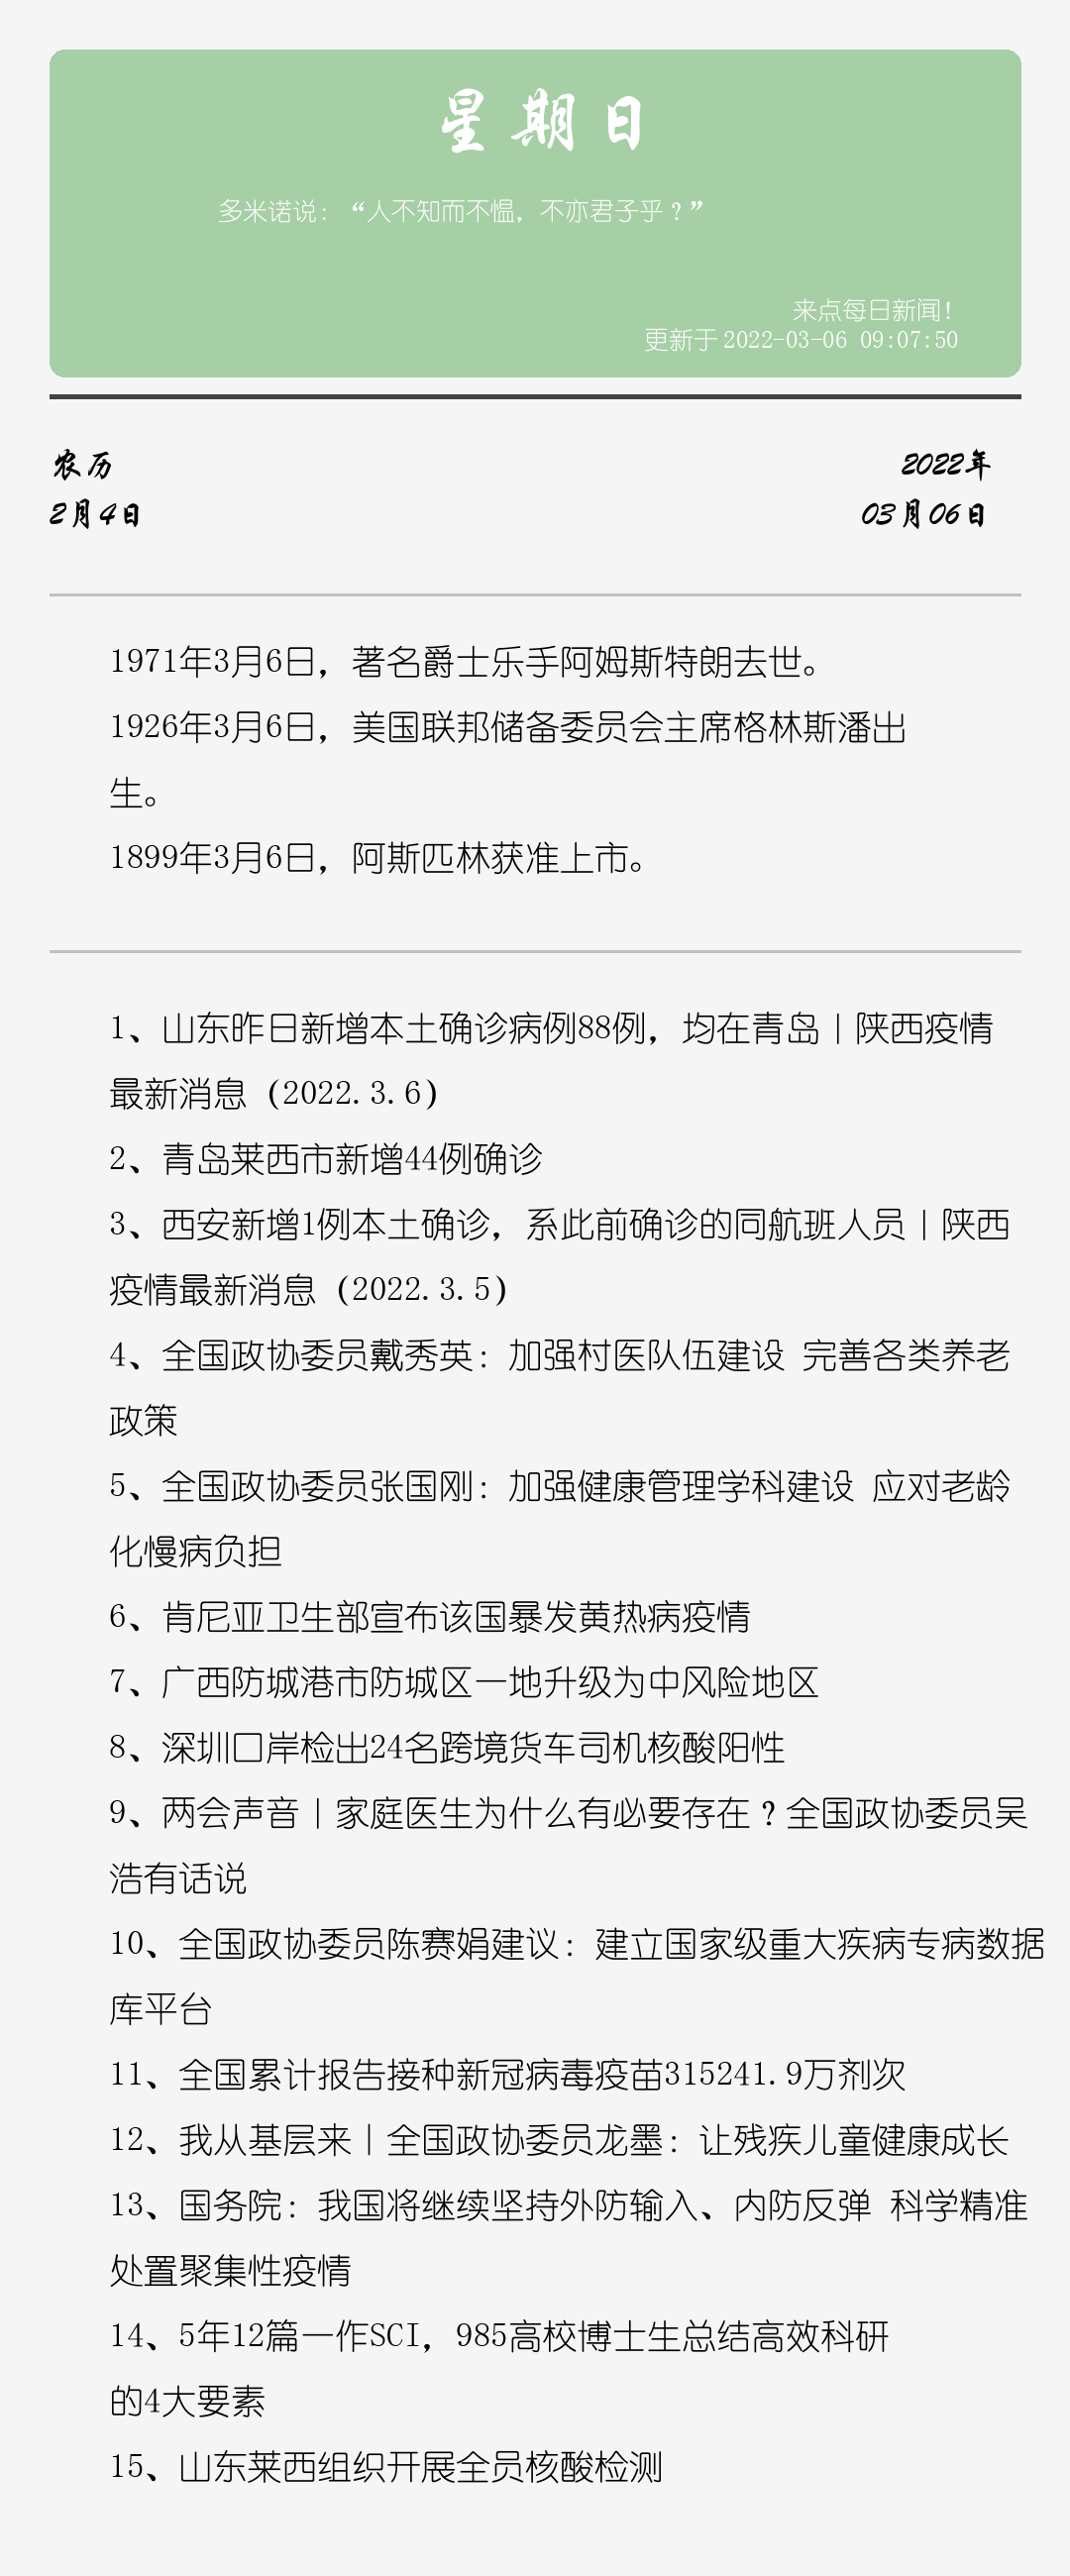 星期日
多米诺说：“人不知而不愠，不亦君子乎？”
来点每日新闻！
更新于 2022-03-06 09:07:50
农历
2022年
2月4日
03月06日
1971年3月6日，著名爵士乐手阿姆斯特朗去世。
1926年3月6日，美国联邦储备委员会主席格林斯潘出
生。
1899年3月6日，阿斯匹林获准上市。
1、山东昨日新增本土确诊病例88例，均在青岛丨陕西疫情
最新消息（2022.3.6）
2、青岛莱西市新增44例确诊
3、西安新增1例本土确诊，系此前确诊的同航班人员丨陕西
疫情最新消息（2022.3.5）
4、全国政协委员戴秀英：加强村医队伍建设 完善各类养老
政策
5、全国政协委员张国刚：加强健康管理学科建设 应对老龄
化慢病负担
6、肯尼亚卫生部宣布该国暴发黄热病疫情
7、广西防城港市防城区一地升级为中风险地区
8、深圳口岸检出24名跨境货车司机核酸阳性
9、两会声音丨家庭医生为什么有必要存在？全国政协委员吴
浩有话说
10、全国政协委员陈赛娟建议：建立国家级重大疾病专病数据
库平台
11、全国累计报告接种新冠病毒疫苗315241.9万剂次
12、我从基层来丨全国政协委员龙墨：让残疾儿童健康成长
13、国务院：我国将继续坚持外防输入、内防反弹 科学精准
处置聚集性疫情
14、5年12篇一作SCI，985高校博士生总结高效科研
的4大要素
15、山东莱西组织开展全员核酸检测